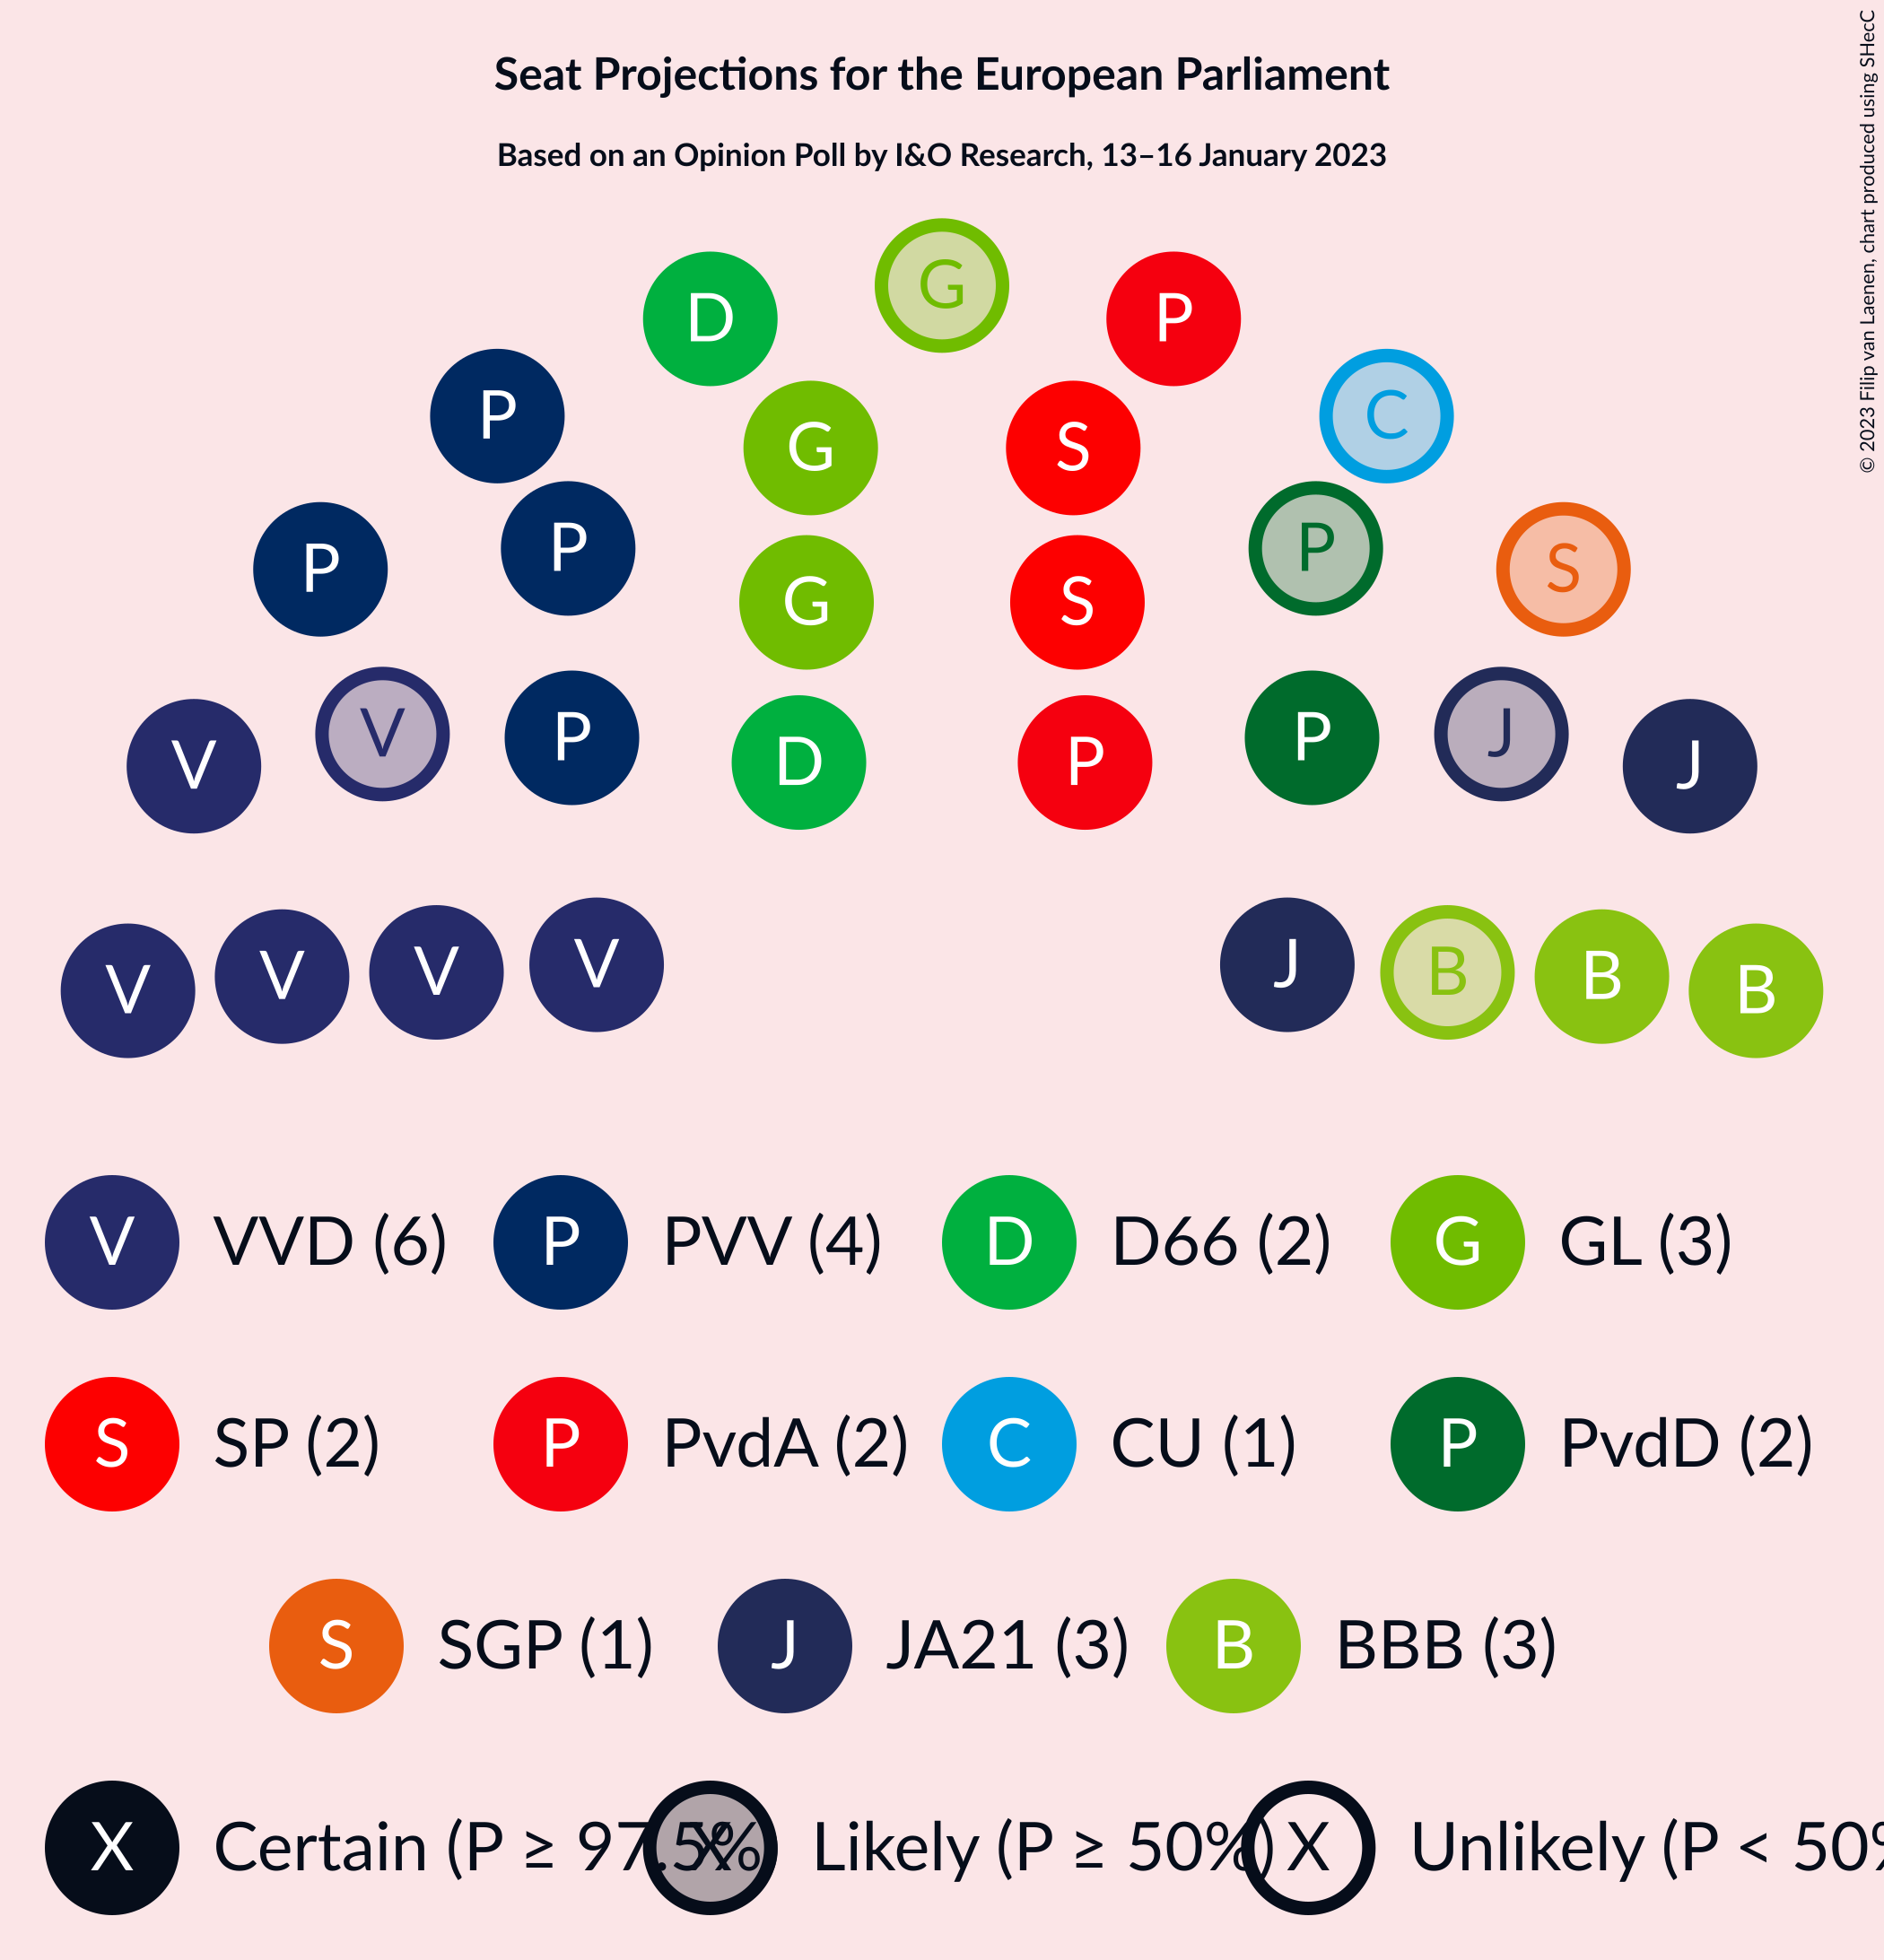 Seat Projections for the European Parliament
Based on an Opinion Poll by I&O Research, 13–16 January 2023
© 2023 Filip van Laenen, chart produced using SHecC
G
D P
P C
G S
P P
P S
G S
V J
P P
V J
D P
V V
J B
V B
V B
V J
V VVD (6) P PVV (4) D D66 (2) G GL (3)
S SP (2) P PvdA (2) C CU (1) P PvdD (2)
S SGP (1) J JA21 (3) B BBB (3)
X Certain (P ≥ 97.5% X Likely (P ≥ 50%) X Unlikely (P < 50%